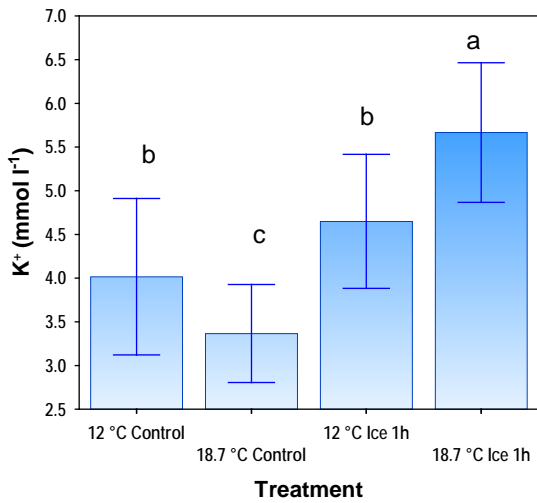 7.0
6.5
6.0
5.5
5.0
4.5
4.0
3.5
3.0
2.5
K⁺ (mmol l⁻¹)
a
b
b
c
12 °C Control
12 °C Ice 1h
18.7 °C Control
18.7 °C Ice 1h
Treatment